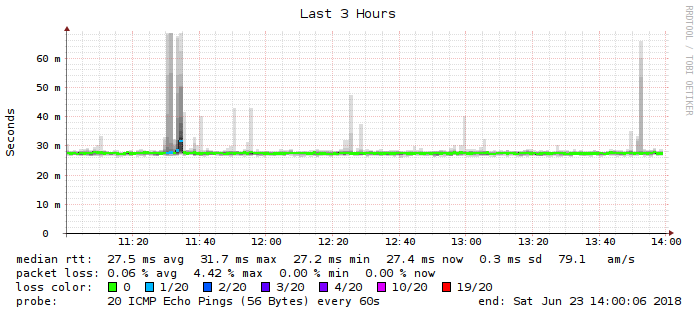 Last 3 Hours
RRDTOOL / TOBI OETIKER
Seconds
60 m
50 m
40 m
30 m
20 m
10 m
0
11:20 11:40 12:00 12:20 12:40 13:00 13:20 13:40 14:00
median rtt: 27.5 ms avg 31.7 ms max 27.2 ms min 27.4 ms now 0.3 ms sd 79.1 am/s
packet loss: 0.06 % avg 4.42 % max 0.00 % min 0.00 % now
loss color: 0 1/20 2/20 3/20 4/20 10/20 19/20
probe: 20 ICMP Echo Pings (56 Bytes) every 60s end: Sat Jun 23 14:00:06 2018